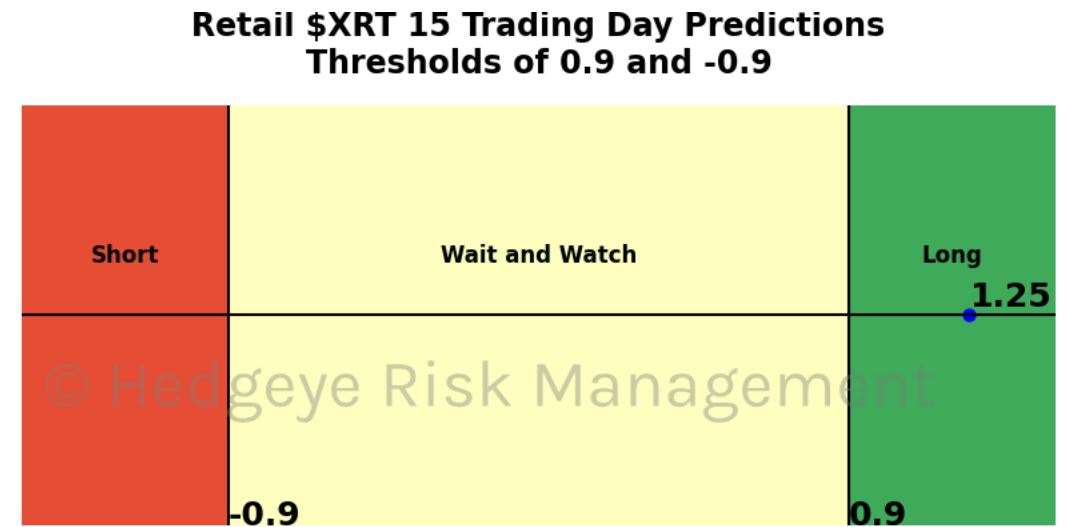 Retail $XRT 15 Trading Day Predictions
Thresholds of 0.9 and -0.9
Short
Wait and Watch
Long
1.25
© Hedgeye Risk Management
-0.9
0.9